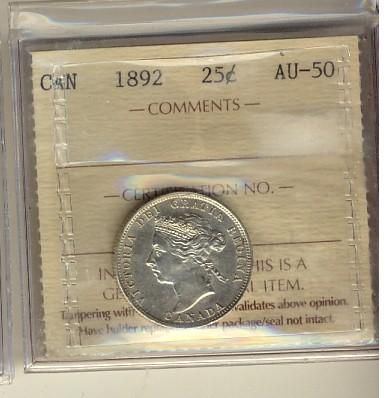 CAN 1892 25¢ AU-50
— COMMENTS —
— CERTIFICATION NO. —
VICTORIA DEI GRATIA REGINA
CANADA
IN THIS IS A
ITEM.
Tampering with validates above opinion.
Have holder package/seal not intact.